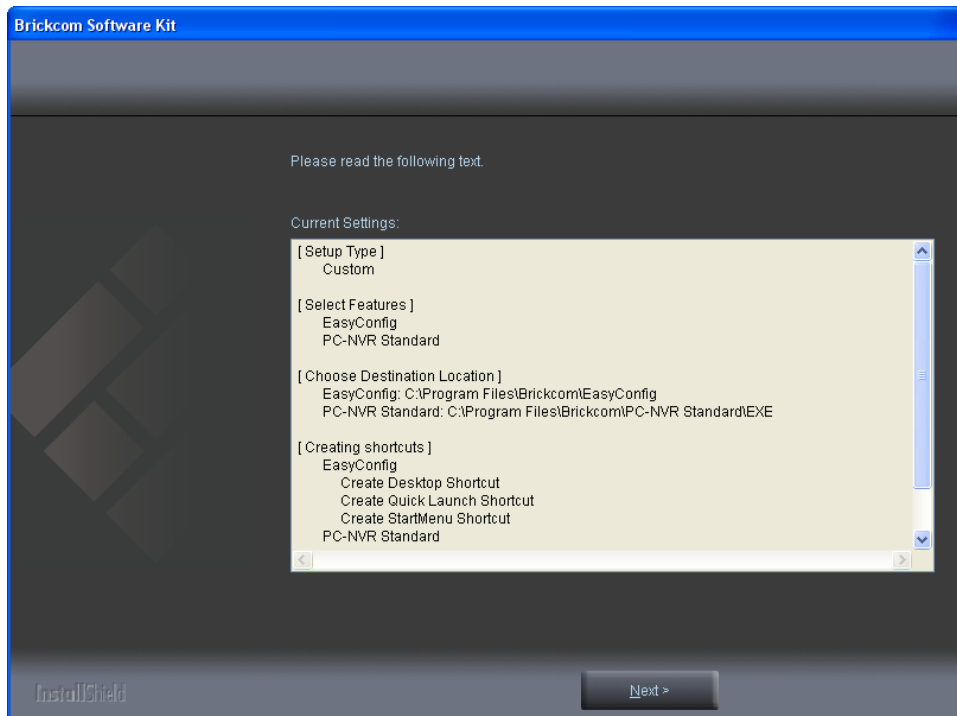 Brickcom Software Kit
Please read the following text.
Current Settings:
[ Setup Type ]
Custom
[ Select Features ]
EasyConfig
PC-NVR Standard
[ Choose Destination Location ]
EasyConfig: C:\Program Files\Brickcom\EasyConfig
PC-NVR Standard: C:\Program Files\Brickcom\PC-NVR Standard\EXE
[ Creating shortcuts ]
EasyConfig
Create Desktop Shortcut
Create Quick Launch Shortcut
Create StartMenu Shortcut
PC-NVR Standard
InstallShield
Next >